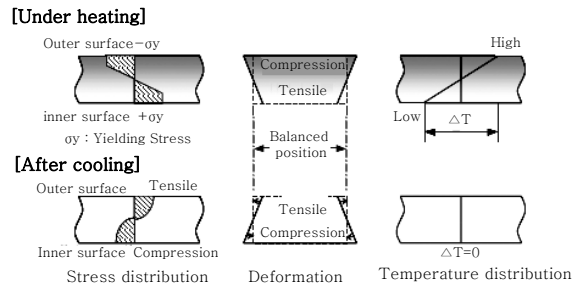 [Under heating]
Outer surface-σy
High
Compression
Tensile
inner surface +σy
Low
△T
σy : Yielding Stress
Balanced
position
[After cooling]
Outer surface
Tensile
Tensile
Compression
Inner surface Compression
△T=0
Stress distribution
Deformation
Temperature distribution